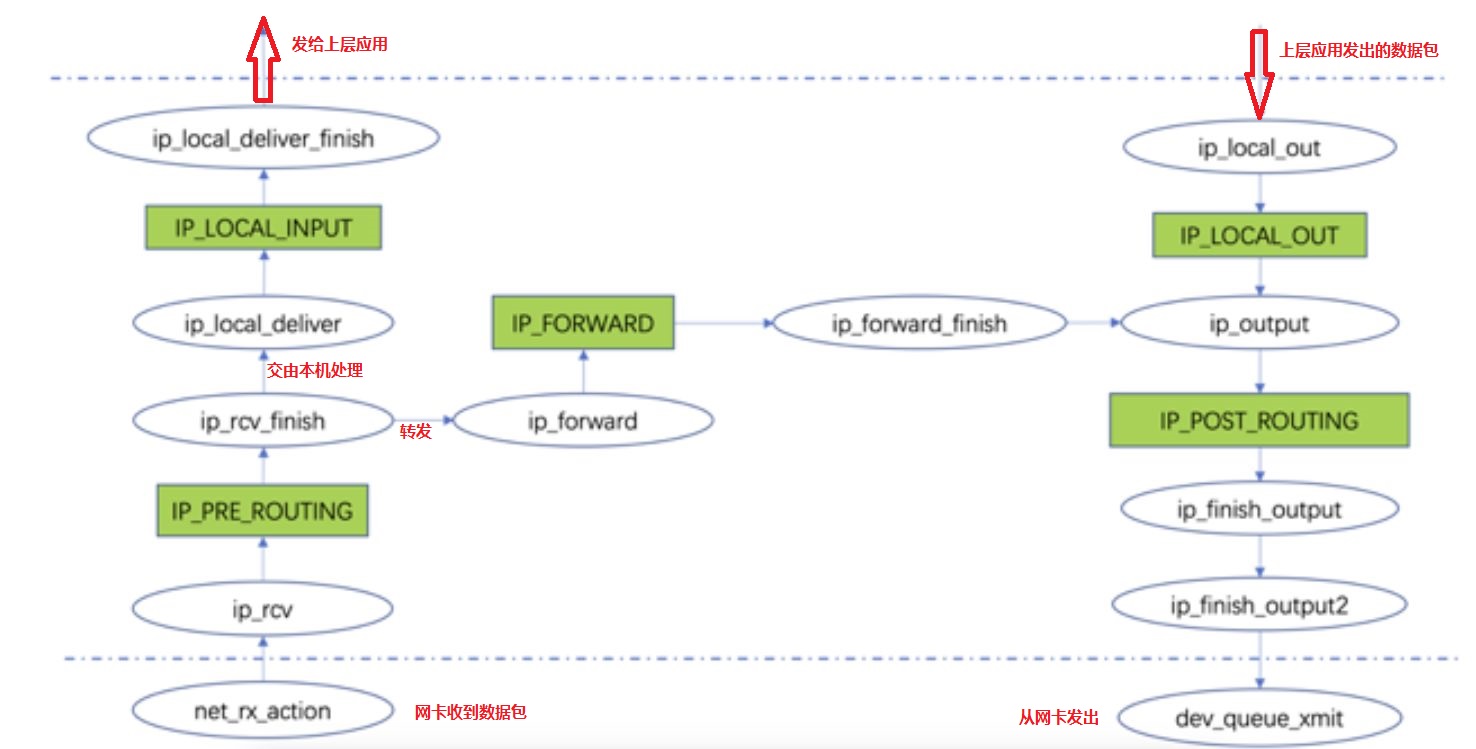 发给上层应用
上层应用发出的数据包
ip_local_deliver_finish
ip_local_out
IP_LOCAL_INPUT
IP_LOCAL_OUT
ip_local_deliver
IP_FORWARD
ip_forward_finish
ip_output
交由本机处理
ip_rcv_finish
转发
ip_forward
IP_POST_ROUTING
IP_PRE_ROUTING
ip_finish_output
ip_rcv
ip_finish_output2
net_rx_action
网卡收到数据包
从网卡发出
dev_queue_xmit